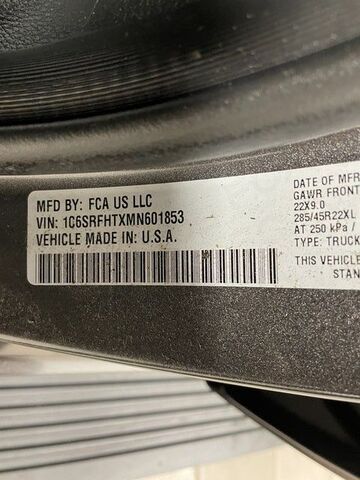 MFD BY: FCA US LLC
VIN: 1C6SRFHTXMN601853
VEHICLE MADE IN: U.S.A.
DATE OF MFR
GAWR FRONT
22X9.0
285/45R22XL
AT 250 kPa /
TYPE: TRUCK
THIS VEHICLE
STAN